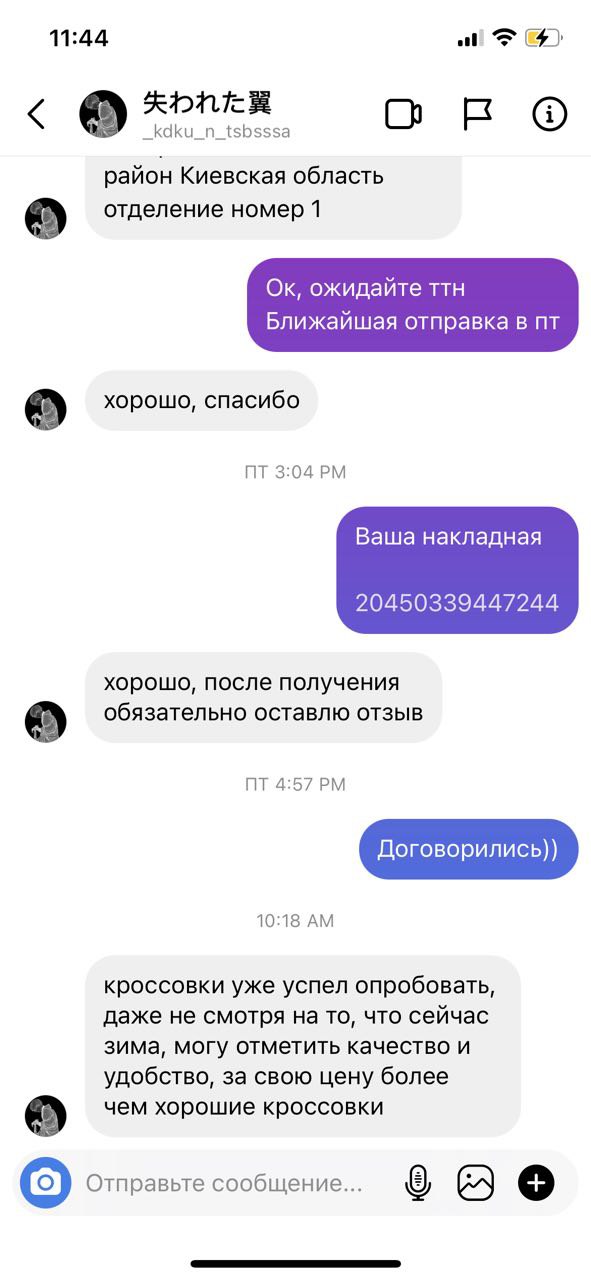 11:44
失われた翼
_kdku_n_tsbsssa
район Киевская область
отделение номер 1
Ок, ожидайте ттн
Ближайшая отправка в пт
хорошо, спасибо
ПТ 3:04 PM
Ваша накладная
20450339447244
хорошо, после получения
обязательно оставлю отзыв
ПТ 4:57 PM
Договорились))
10:18 AM
кроссовки уже успел опробовать,
даже не смотря на то, что сейчас
зима, могу отметить качество и
удобство, за свою цену более
чем хорошие кроссовки
Отправьте сообщение...